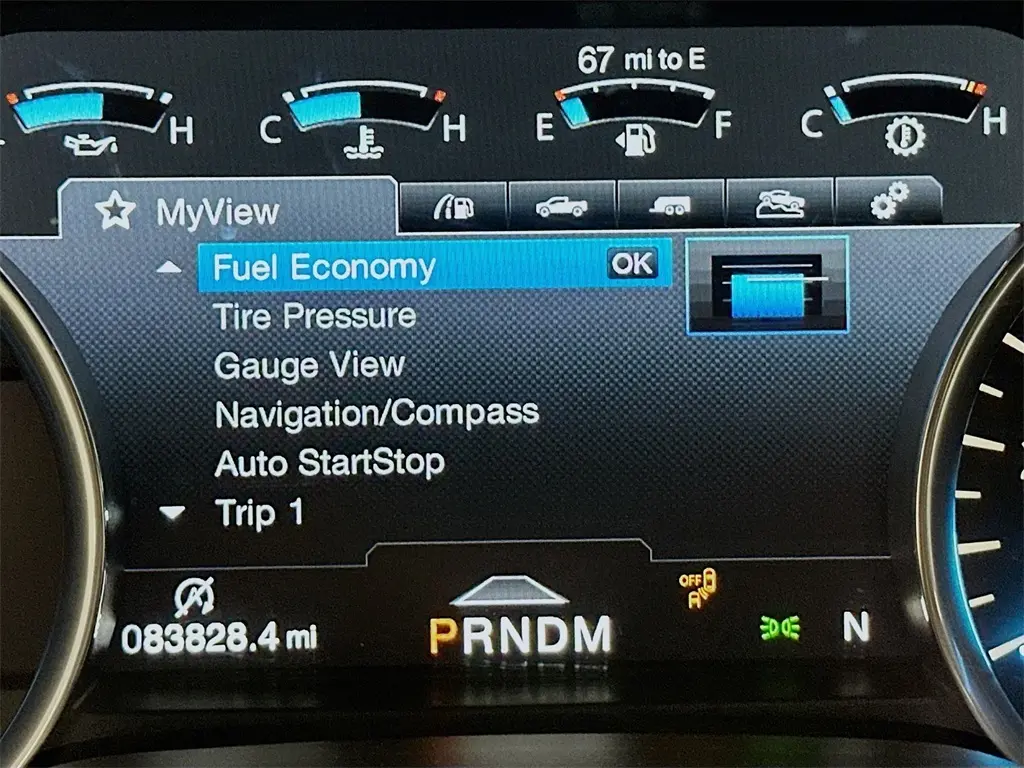 67 mi to E
H
C H
E F
C H
MyView
Fuel Economy OK
Tire Pressure
Gauge View
Navigation/Compass
Auto StartStop
Trip 1
OFF
A
083828.4 mi
PRNDM
N